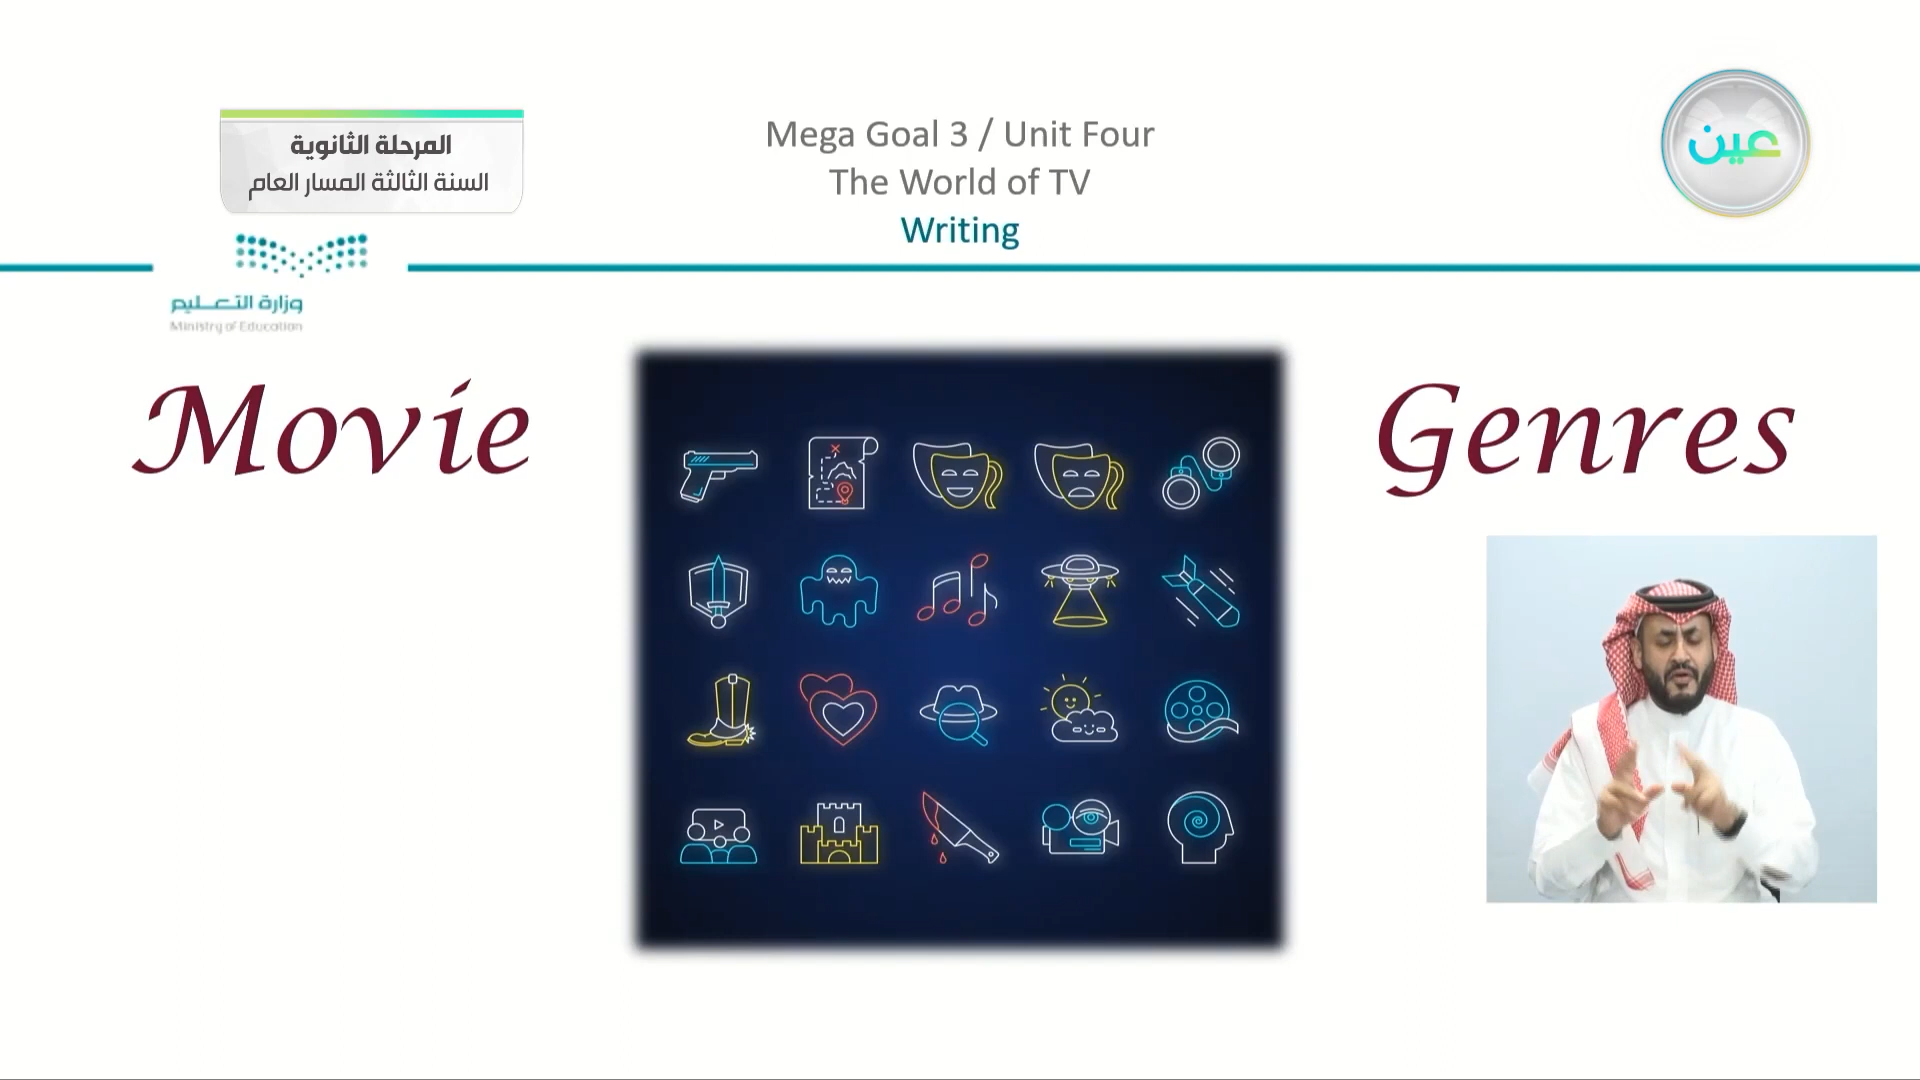 المرحلة الثانوية
السنة الثالثة المسار العام
Mega Goal 3 / Unit Four
The World of TV
Writing
عين
وزارة التعليم
Ministry of Education
Movie
Genres